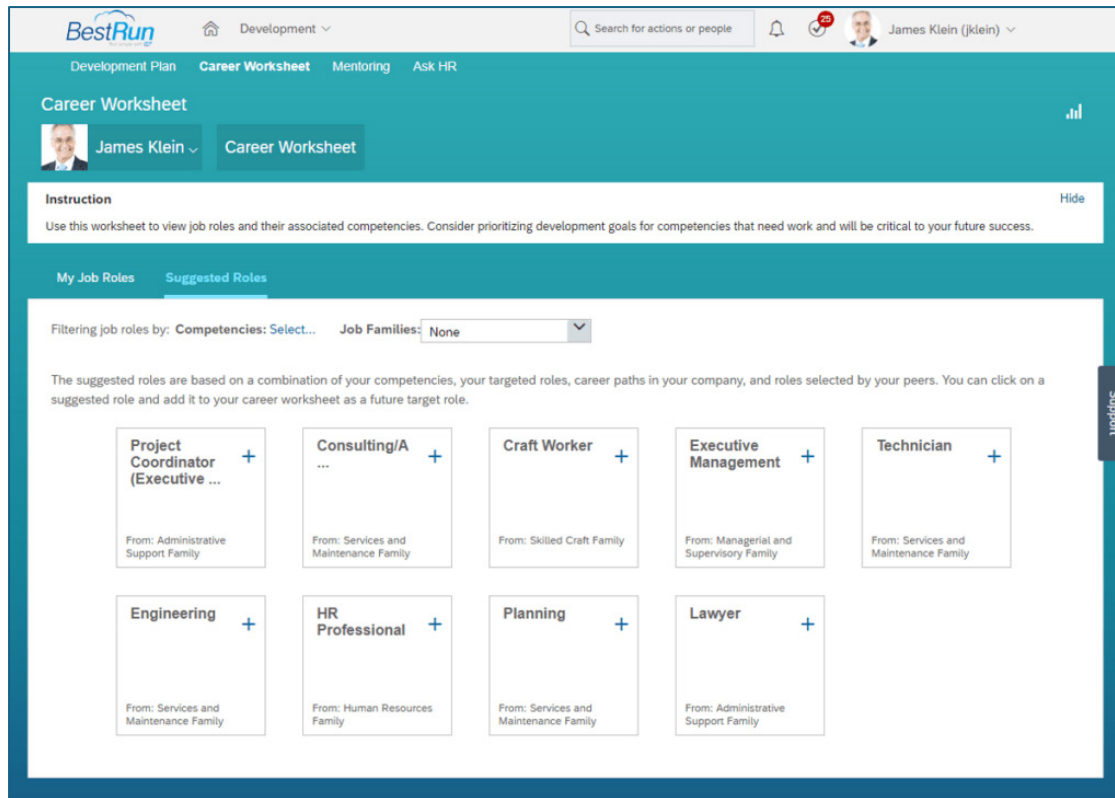 BestRun
Development
Search for actions or people
25
James Klein (jklein)
Development Plan Career Worksheet Mentoring Ask HR
Career Worksheet
James Klein Career Worksheet
Instruction Hide
Use this worksheet to view job roles and their associated competencies. Consider prioritizing development goals for competencies that need work and will be critical to your future success.
My Job Roles Suggested Roles
Filtering job roles by: Competencies: Select... Job Families: None
The suggested roles are based on a combination of your competencies, your targeted roles, career paths in your company, and roles selected by your peers. You can click on a
suggested role and add it to your career worksheet as a future target role.
Support
Project
Coordinator
(Executive ...
From: Administrative
Support Family
Consulting/A
...
From: Services and
Maintenance Family
Craft Worker
From: Skilled Craft Family
Executive
Management
From: Managerial and
Supervisory Family
Technician
From: Services and
Maintenance Family
Engineering
From: Services and
Maintenance Family
HR
Professional
From: Human Resources
Family
Planning
From: Services and
Maintenance Family
Lawyer
From: Administrative
Support Family